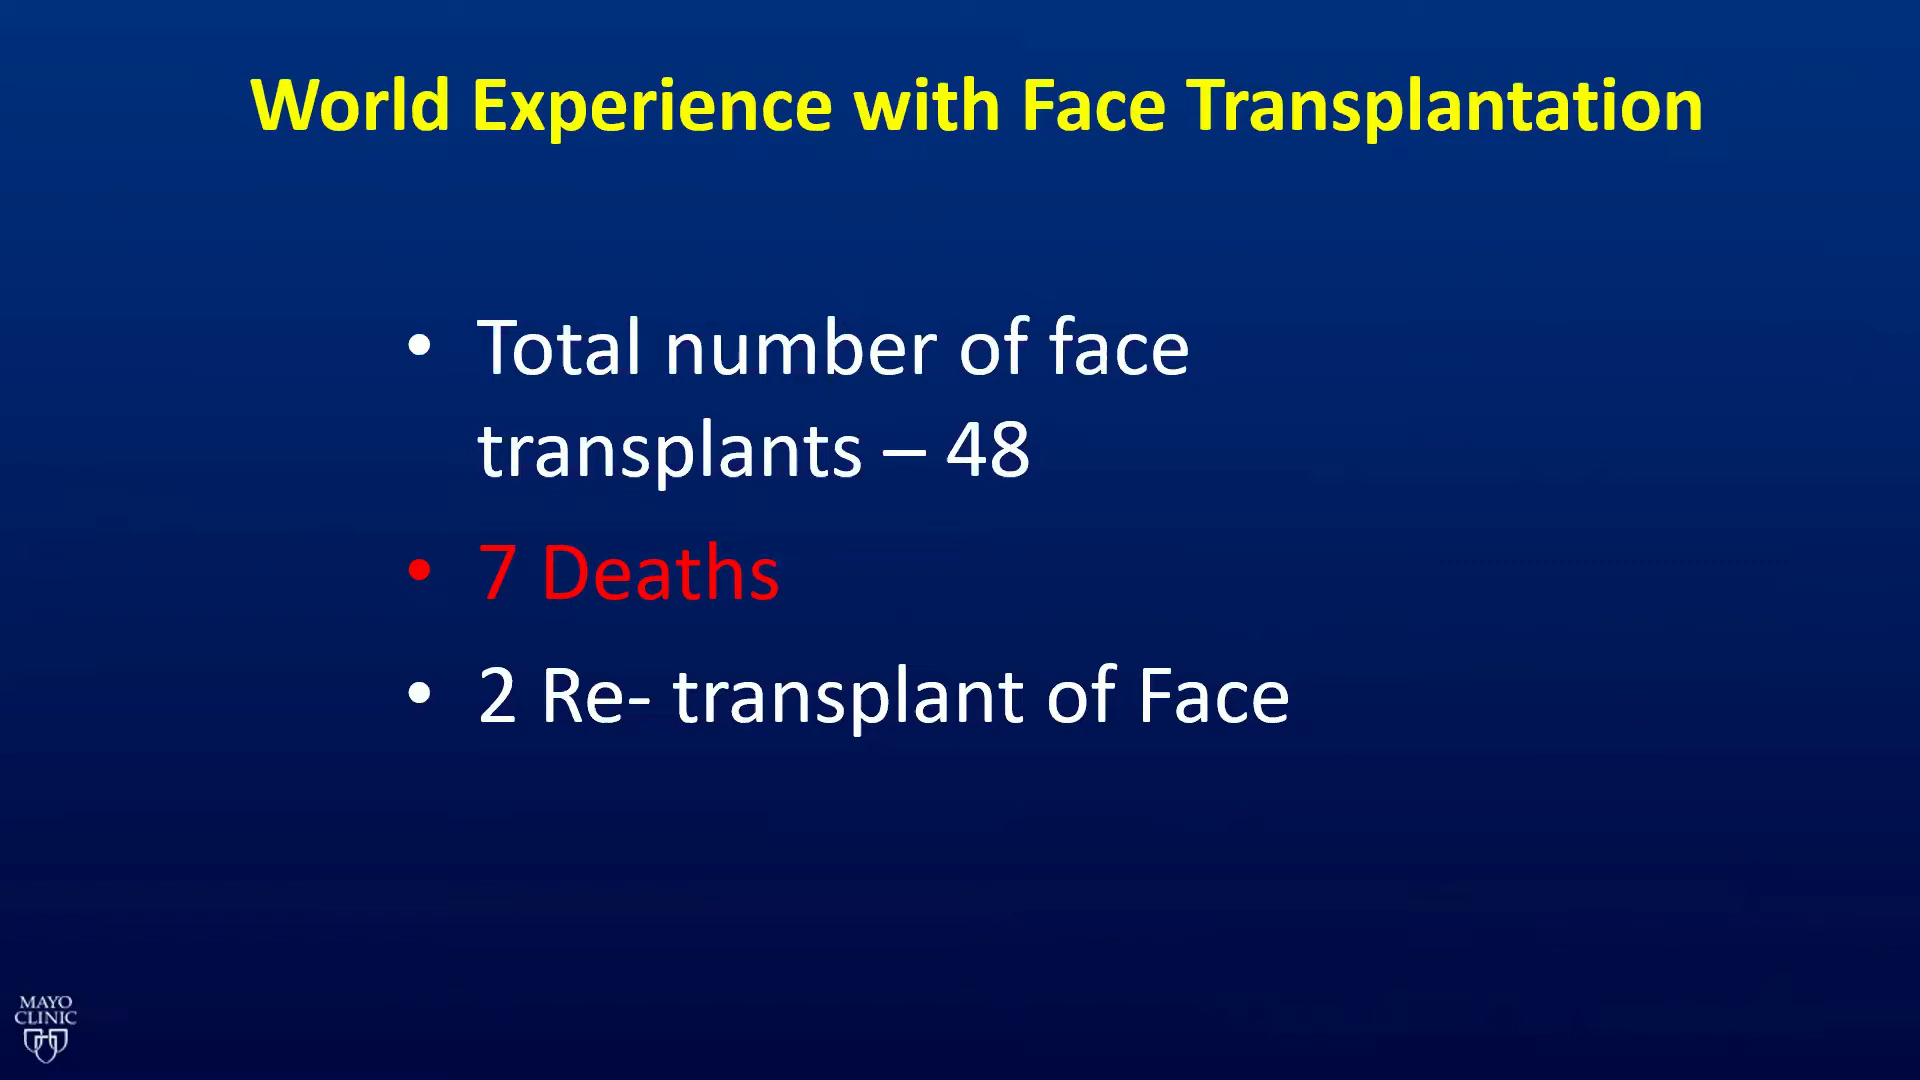 World Experience with Face Transplantation
• Total number of face
transplants – 48
• 7 Deaths
• 2 Re- transplant of Face
MAYO
CLINIC